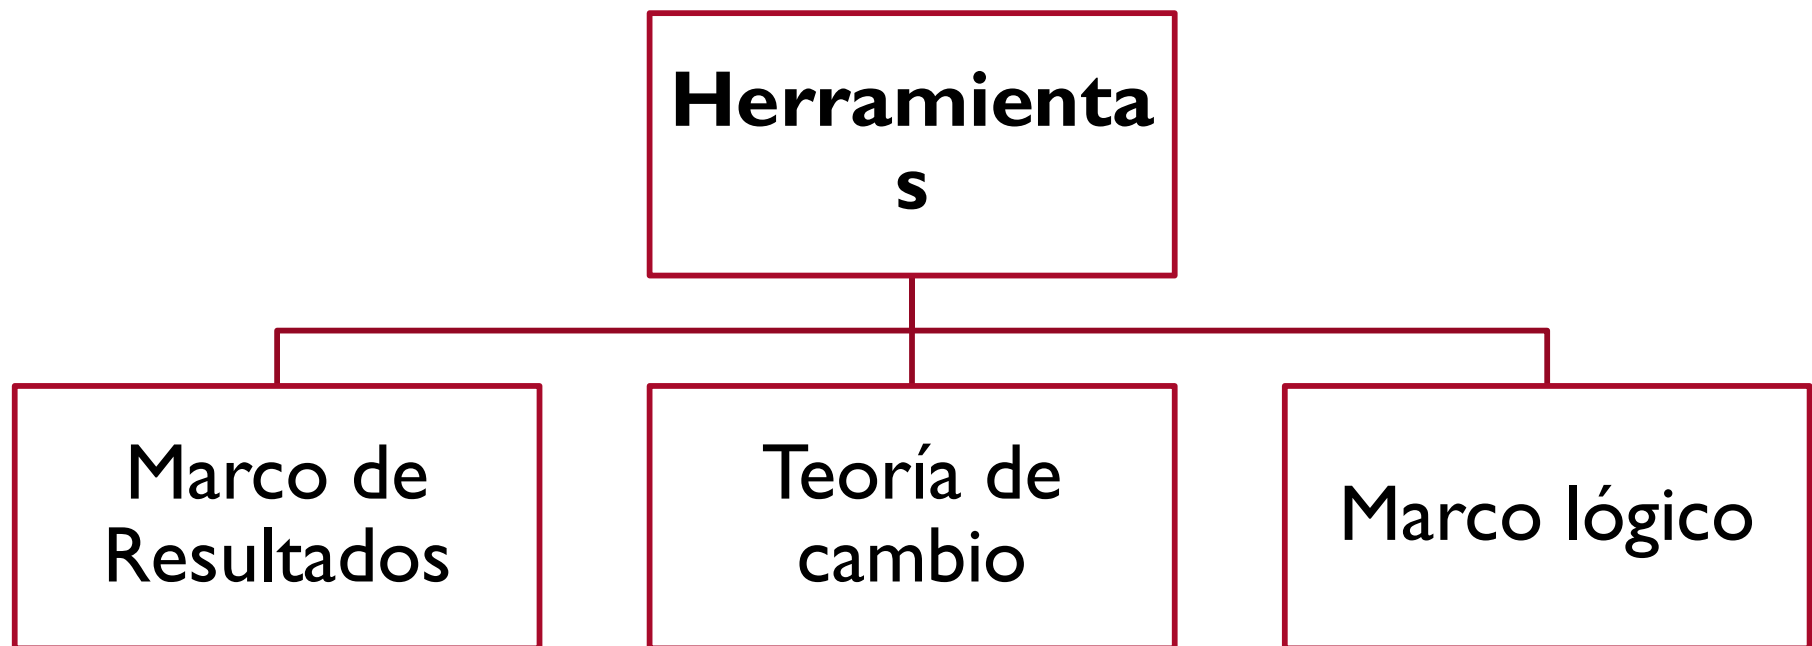 Herramienta
s
Marco de
Resultados
Teoría de
cambio
Marco lógico